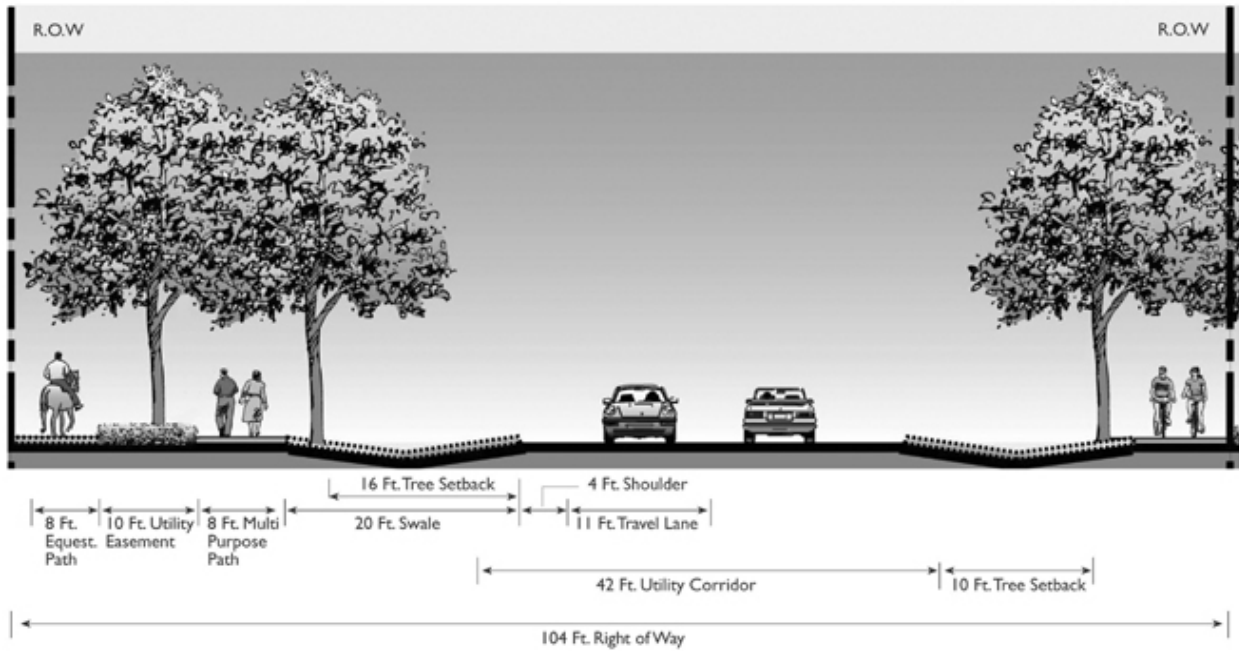 R.O.W
R.O.W
16 Ft. Tree Setback
4 Ft. Shoulder
8 Ft.
Equest.
Path
10 Ft. Utility
Easement
8 Ft. Multi
Purpose
Path
20 Ft. Swale
11 Ft. Travel Lane
42 Ft. Utility Corridor
10 Ft. Tree Setback
104 Ft. Right of Way